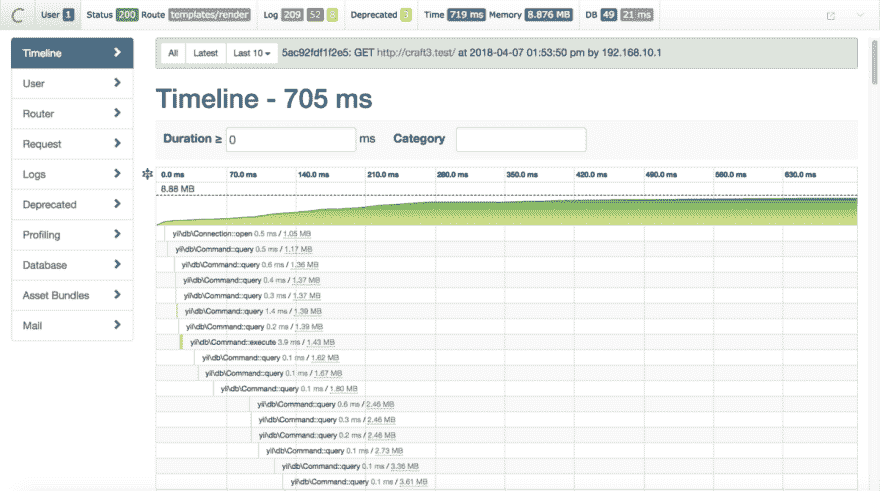 User 1 Status 200 Route templates/render Log 209 52 8 Deprecated 3 Time 719 ms Memory 8.876 MB DB 49 21 ms
Timeline
User
Router
Request
Logs
Deprecated
Profiling
Database
Asset Bundles
Mail
All Latest Last 10 5ac92fdf1f2e5: GET http://craft3.test/ at 2018-04-07 01:53:50 pm by 192.168.10.1
Timeline - 705 ms
Duration ≥ 0 ms Category
0.0 ms 70.0 ms 140.0 ms 210.0 ms 280.0 ms 350.0 ms 420.0 ms 490.0 ms 560.0 ms 630.0 ms
8.88 MB
yii\db\Connection::open 0.5 ms / 1.05 MB
yii\db\Command::query 0.5 ms / 1.17 MB
yii\db\Command::query 0.6 ms / 1.36 MB
yii\db\Command::query 0.4 ms / 1.37 MB
yii\db\Command::query 0.3 ms / 1.37 MB
yii\db\Command::query 1.4 ms / 1.39 MB
yii\db\Command::query 0.2 ms / 1.39 MB
yii\db\Command::execute 3.9 ms / 1.43 MB
yii\db\Command::query 0.1 ms / 1.62 MB
yii\db\Command::query 0.1 ms / 1.67 MB
yii\db\Command::query 0.1 ms / 1.80 MB
yii\db\Command::query 0.6 ms / 2.46 MB
yii\db\Command::query 0.3 ms / 2.46 MB
yii\db\Command::query 0.2 ms / 2.46 MB
yii\db\Command::query 0.1 ms / 2.73 MB
yii\db\Command::query 0.1 ms / 3.36 MB
yii\db\Command::query 0.1 ms / 3.61 MB